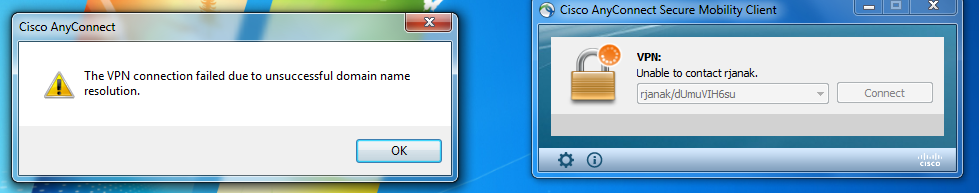 Cisco AnyConnect
The VPN connection failed due to unsuccessful domain name
resolution.
OK
Cisco AnyConnect Secure Mobility Client
VPN:
Unable to contact rjanak.
rjanak/dUmuVIH6su
Connect
CISCO